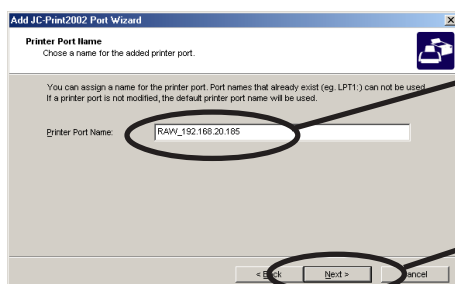 Add JC-Print2002 Port Wizard
Printer Port Name
Chose a name for the added printer port.
You can assign a name for the printer port. Port names that already exist (eg. LPT1:) can not be used.
If a printer port is not modified, the default printer port name will be used.
Printer Port Name:
RAW_192.168.20.185
< Back
Next >
Cancel